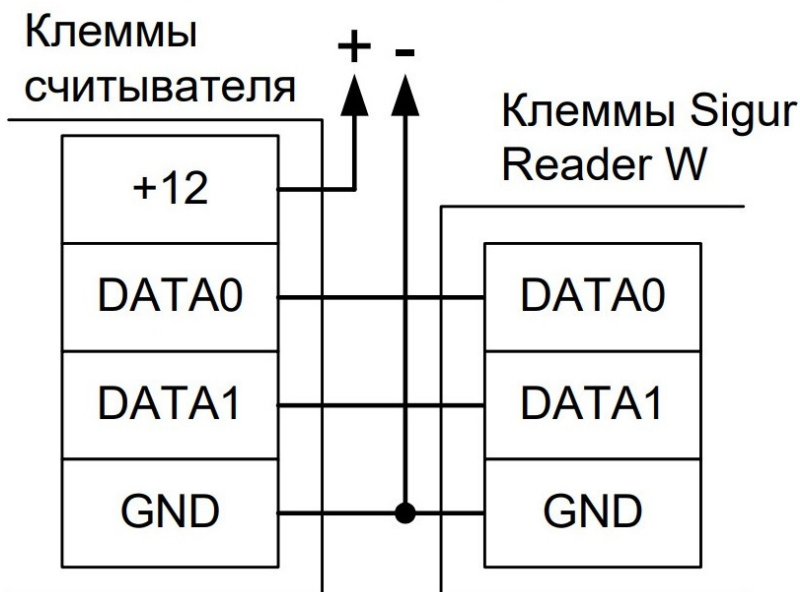 Клеммы
считывателя
+ -
Клеммы Sigur
Reader W
+12
DATA0
DATA1
GND
DATA0
DATA1
GND